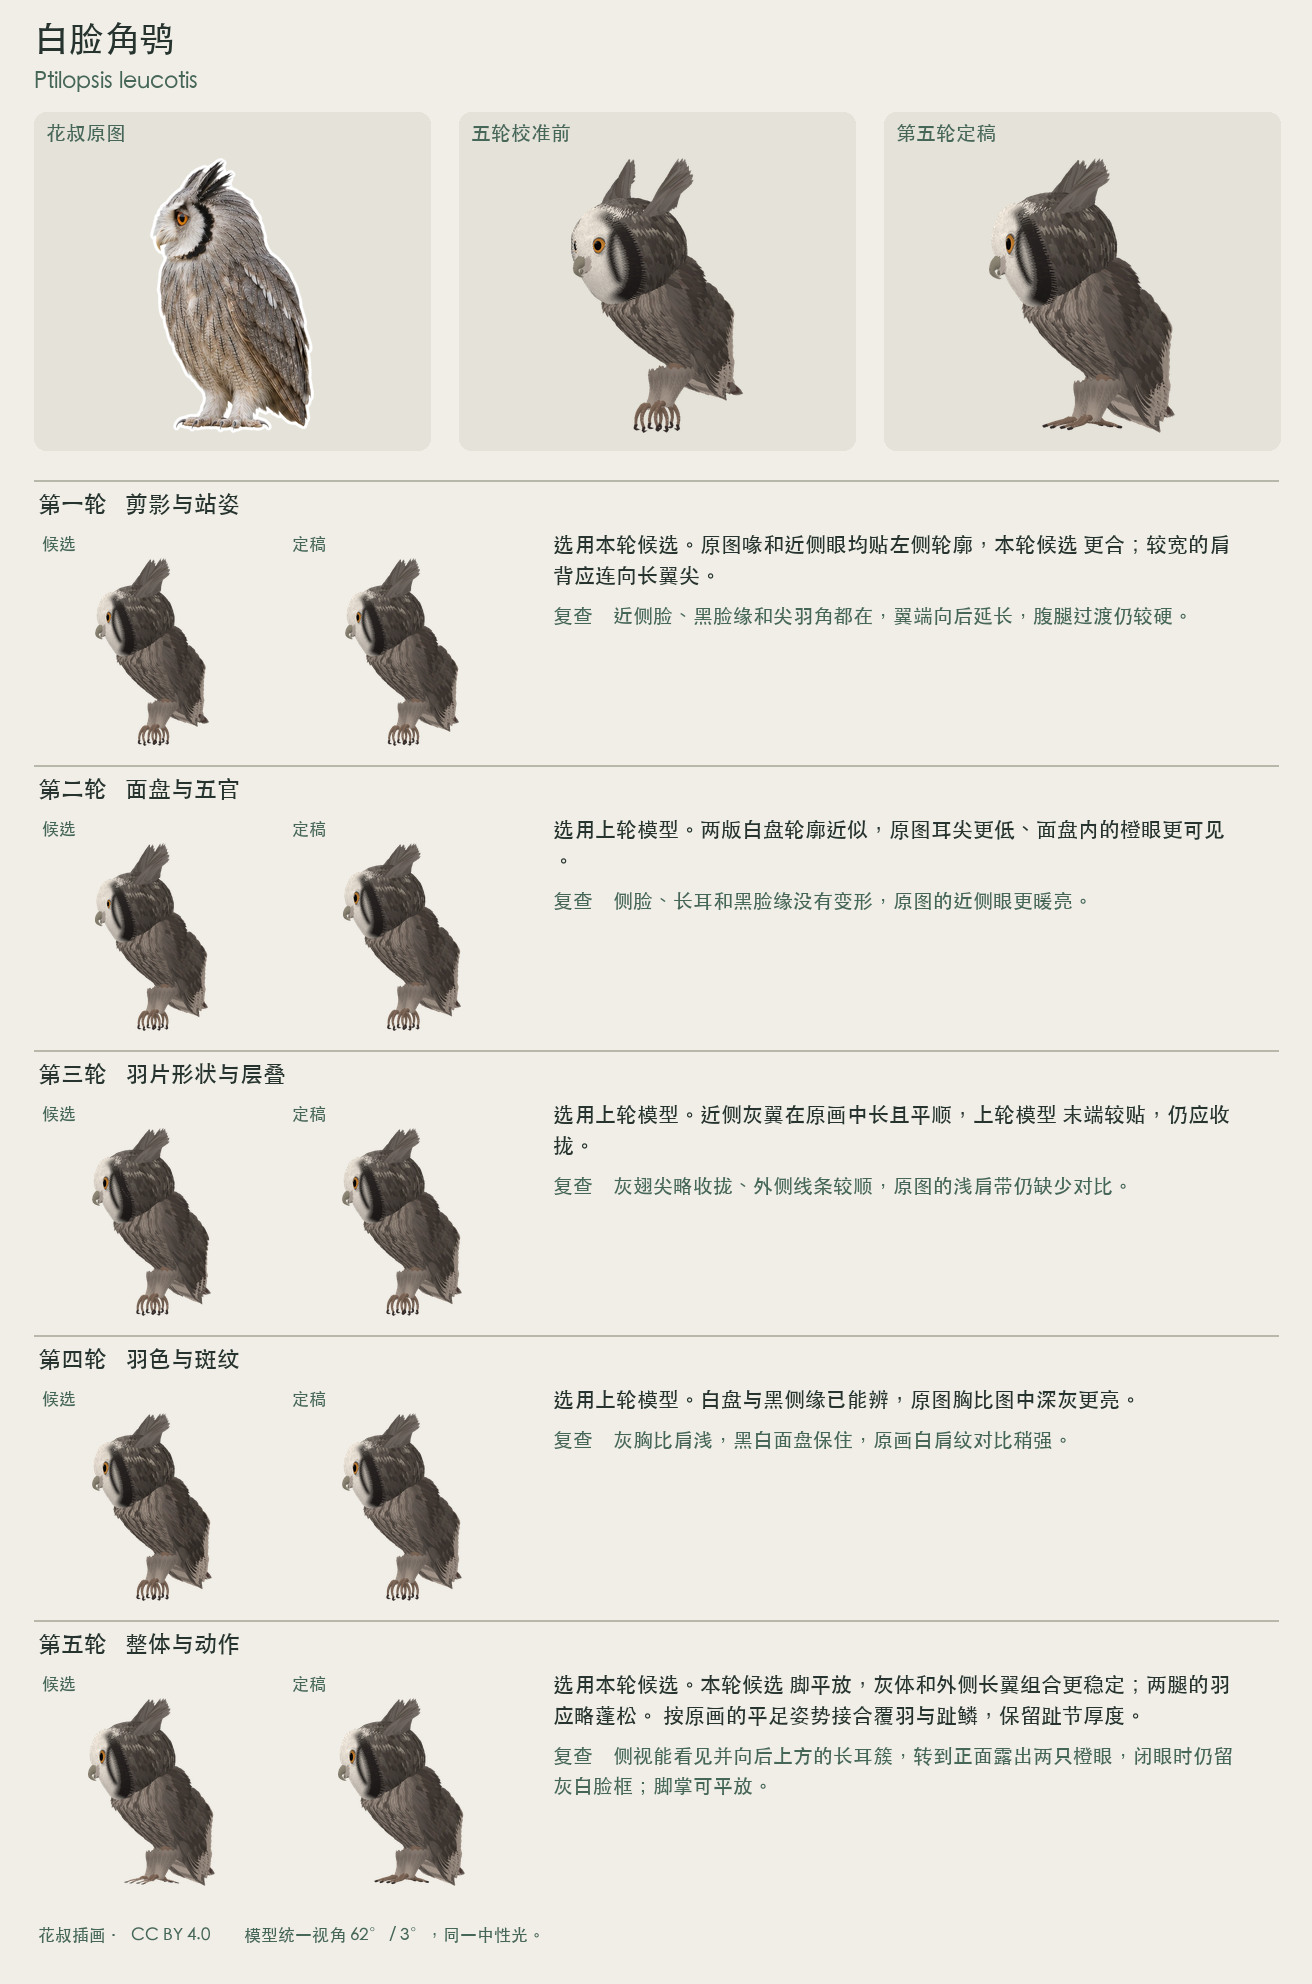 白脸角鸮
Ptilopsis leucotis
花叔原图
五轮校准前
第五轮定稿
第一轮 剪影与站姿
候选
定稿
选用本轮候选。原图喙和近侧眼均贴左侧轮廓，本轮候选 更合；较宽的肩
背应连向长翼尖。
复查 近侧脸、黑脸缘和尖羽角都在，翼端向后延长，腹腿过渡仍较硬。
第二轮 面盘与五官
候选
定稿
选用上轮模型。两版白盘轮廓近似，原图耳尖更低、面盘内的橙眼更可见
。
复查 侧脸、长耳和黑脸缘没有变形，原图的近侧眼更暖亮。
第三轮 羽片形状与层叠
候选
定稿
选用上轮模型。近侧灰翼在原画中长且平顺，上轮模型 末端较贴，仍应收
拢。
复查 灰翅尖略收拢、外侧线条较顺，原图的浅肩带仍缺少对比。
第四轮 羽色与斑纹
候选
定稿
选用上轮模型。白盘与黑侧缘已能辨，原图胸比图中深灰更亮。
复查 灰胸比肩浅，黑白面盘保住，原画白肩纹对比稍强。
第五轮 整体与动作
候选
定稿
选用本轮候选。本轮候选 脚平放，灰体和外侧长翼组合更稳定；两腿的羽
应略蓬松。 按原画的平足姿势接合覆羽与趾鳞，保留趾节厚度。
复查 侧视能看见并向后上方的长耳簇，转到正面露出两只橙眼，闭眼时仍留
灰白脸框；脚掌可平放。
花叔插画 · CC BY 4.0 模型统一视角 62° / 3° ，同一中性光。